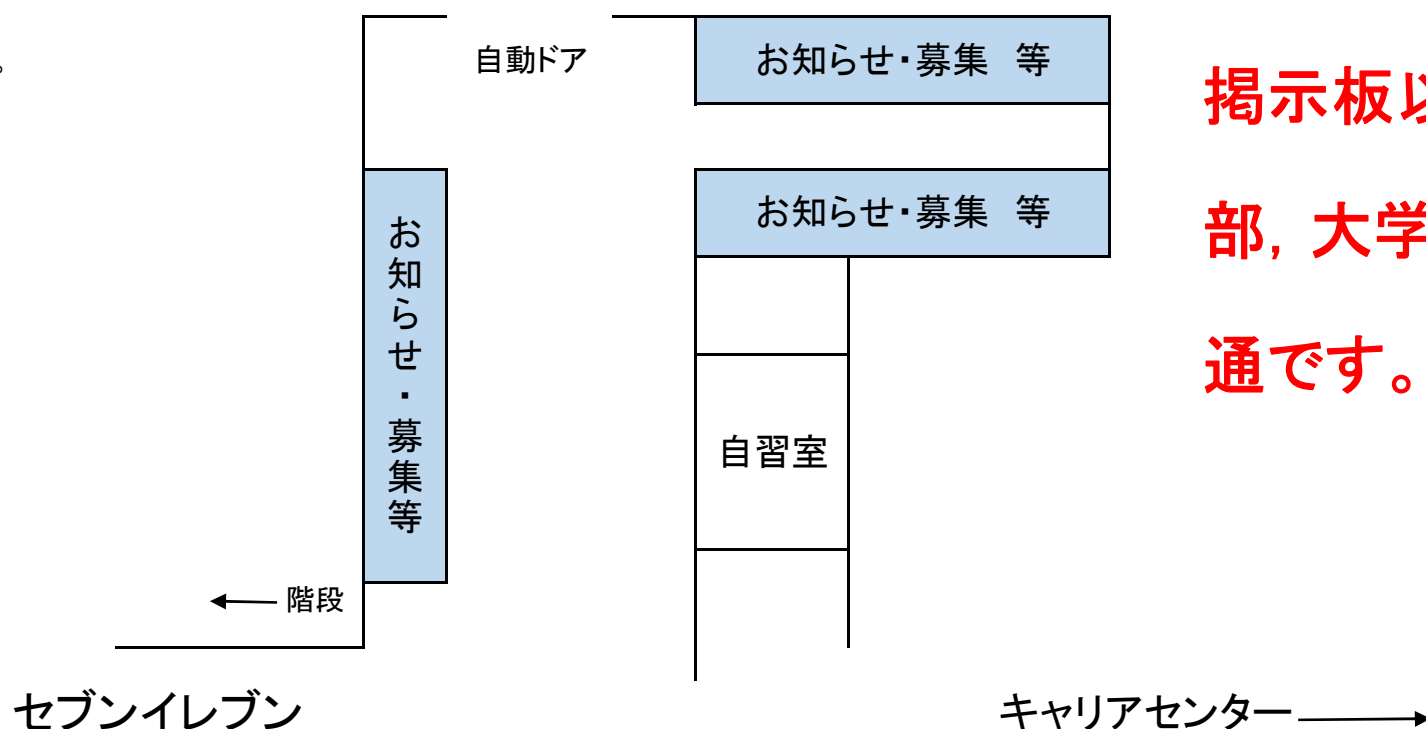 。
自動ドア
お知らせ・募集　等
掲示板以
お知らせ・募集　等
部，大学
お知らせ・募集等
通です。
自習室
階段
セブンイレブン
キャリアセンター